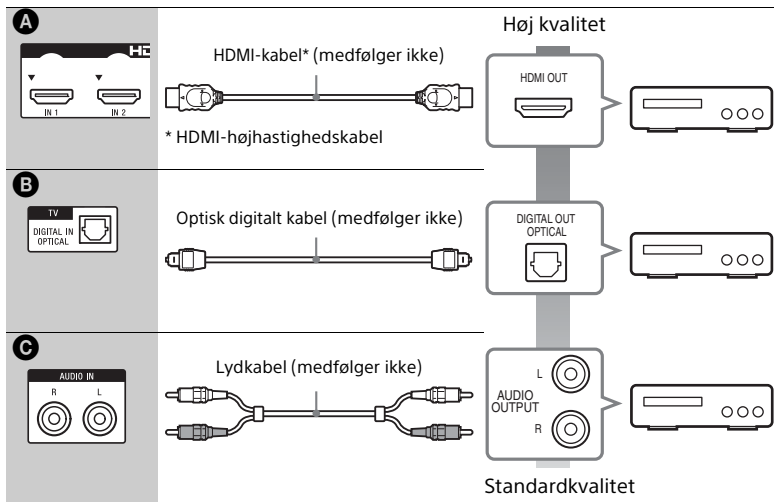 A
Høj kvalitet
HDMI-kabel* (medfølger ikke)
HDMI OUT
IN 1
IN 2
* HDMI-højhastighedskabel
B
TV
DIGITAL IN
OPTICAL
Optisk digitalt kabel (medfølger ikke)
DIGITAL OUT
OPTICAL
C
AUDIO IN
R L
Lydkabel (medfølger ikke)
L
AUDIO
OUTPUT
R
Standardkvalitet